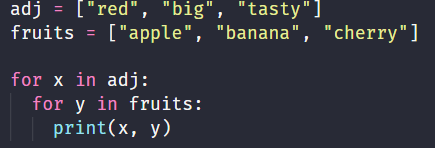 adj = ["red", "big", "tasty"]
fruits = ["apple", "banana", "cherry"]

for x in adj:
  for y in fruits:
    print(x, y)